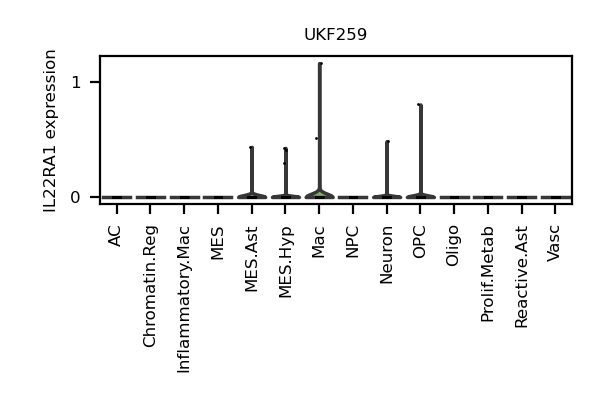 UKF259
IL22RA1 expression
1
0
AC
Chromatin.Reg
Inflammatory.Mac
MES
MES.Ast
MES.Hyp
Mac
NPC
Neuron
OPC
Oligo
Prolif.Metab
Reactive.Ast
Vasc